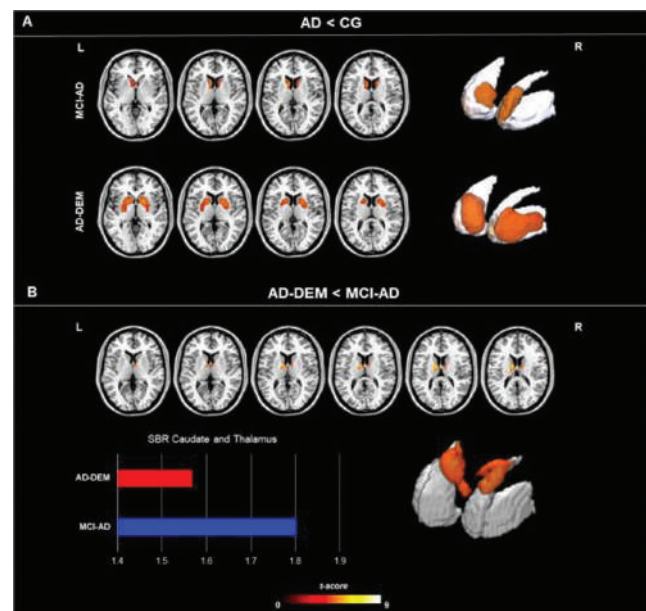 A
AD < CG
L
R
MCI-AD
AD-DEM
B
AD-DEM < MCI-AD
L
R
SBR Caudate and Thalamus
AD-DEM
MCI-AD
1.4 1.5 1.6 1.7 1.8 1.9
t-score
0 9